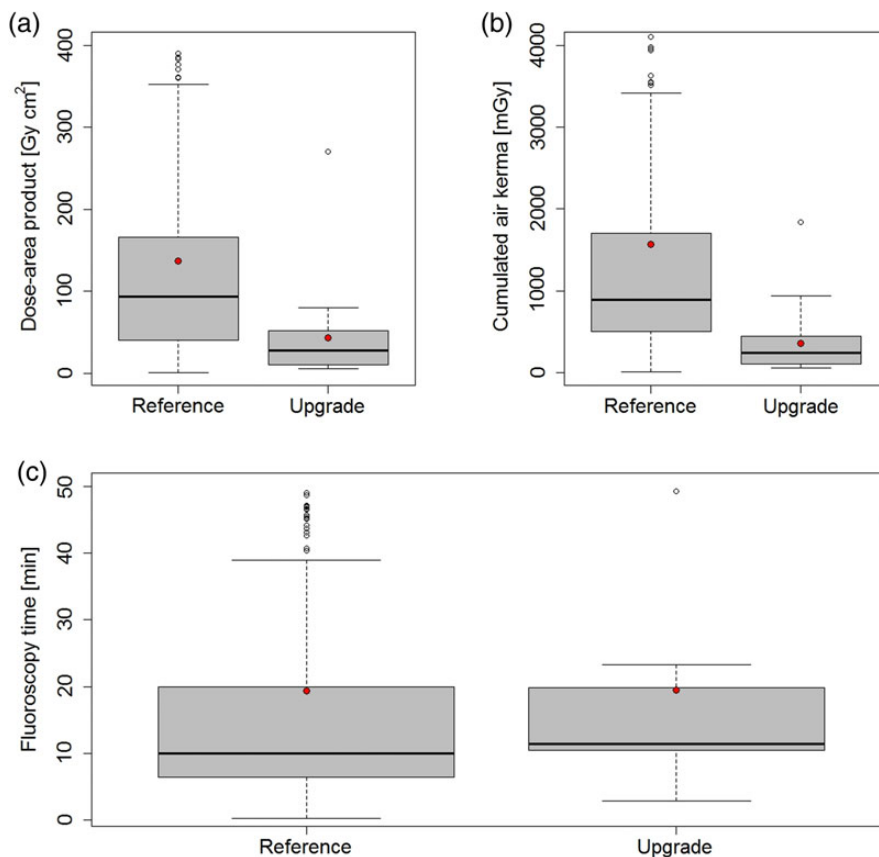 (a)
Dose-area product [Gy cm²]
400
300
200
100
0
Reference Upgrade
(b)
Cumulated air kerma [mGy]
4000
3000
2000
1000
0
Reference Upgrade
(c)
Fluoroscopy time [min]
50
40
30
20
10
0
Reference Upgrade